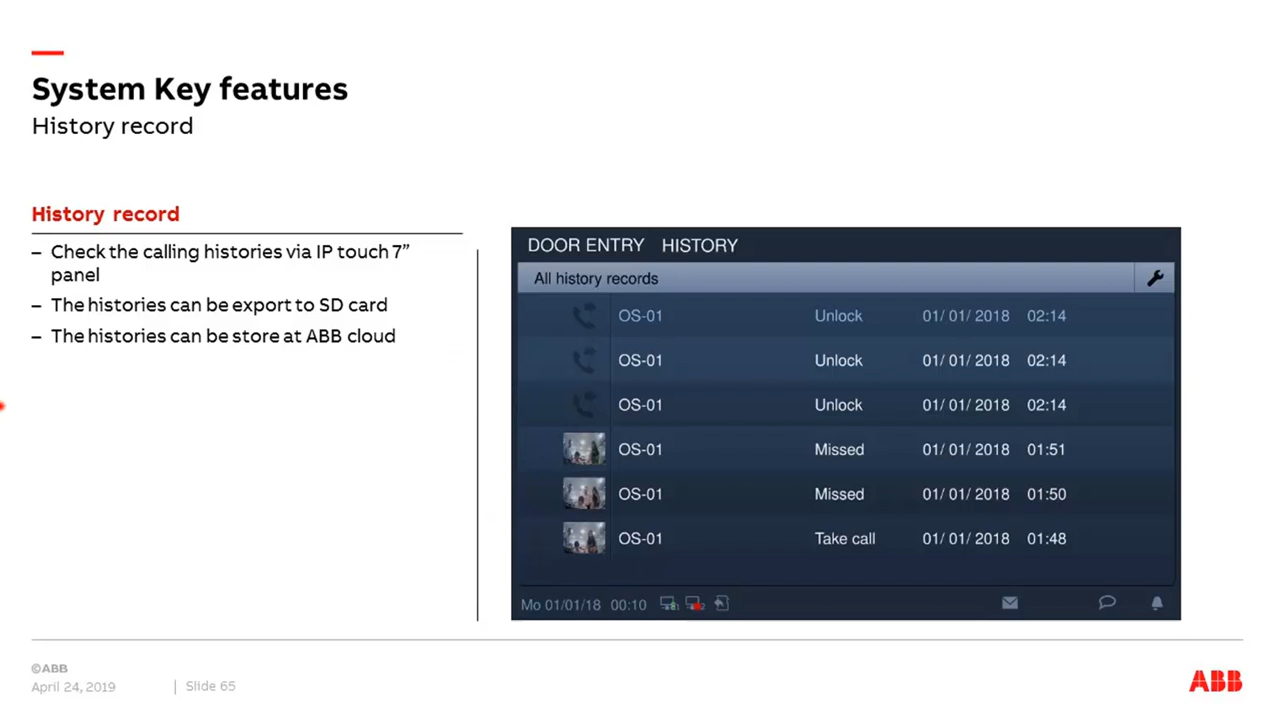 System Key features
History record
History record
– Check the calling histories via IP touch 7”
panel
– The histories can be export to SD card
– The histories can be store at ABB cloud
DOOR ENTRY HISTORY
All history records
OS-01 Unlock 01/ 01/ 2018 02:14
OS-01 Unlock 01/ 01/ 2018 02:14
OS-01 Unlock 01/ 01/ 2018 02:14
OS-01 Missed 01/ 01/ 2018 01:51
OS-01 Missed 01/ 01/ 2018 01:50
OS-01 Take call 01/ 01/ 2018 01:48
Mo 01/01/18 00:10
©ABB
April 24, 2019 | Slide 65
ABB